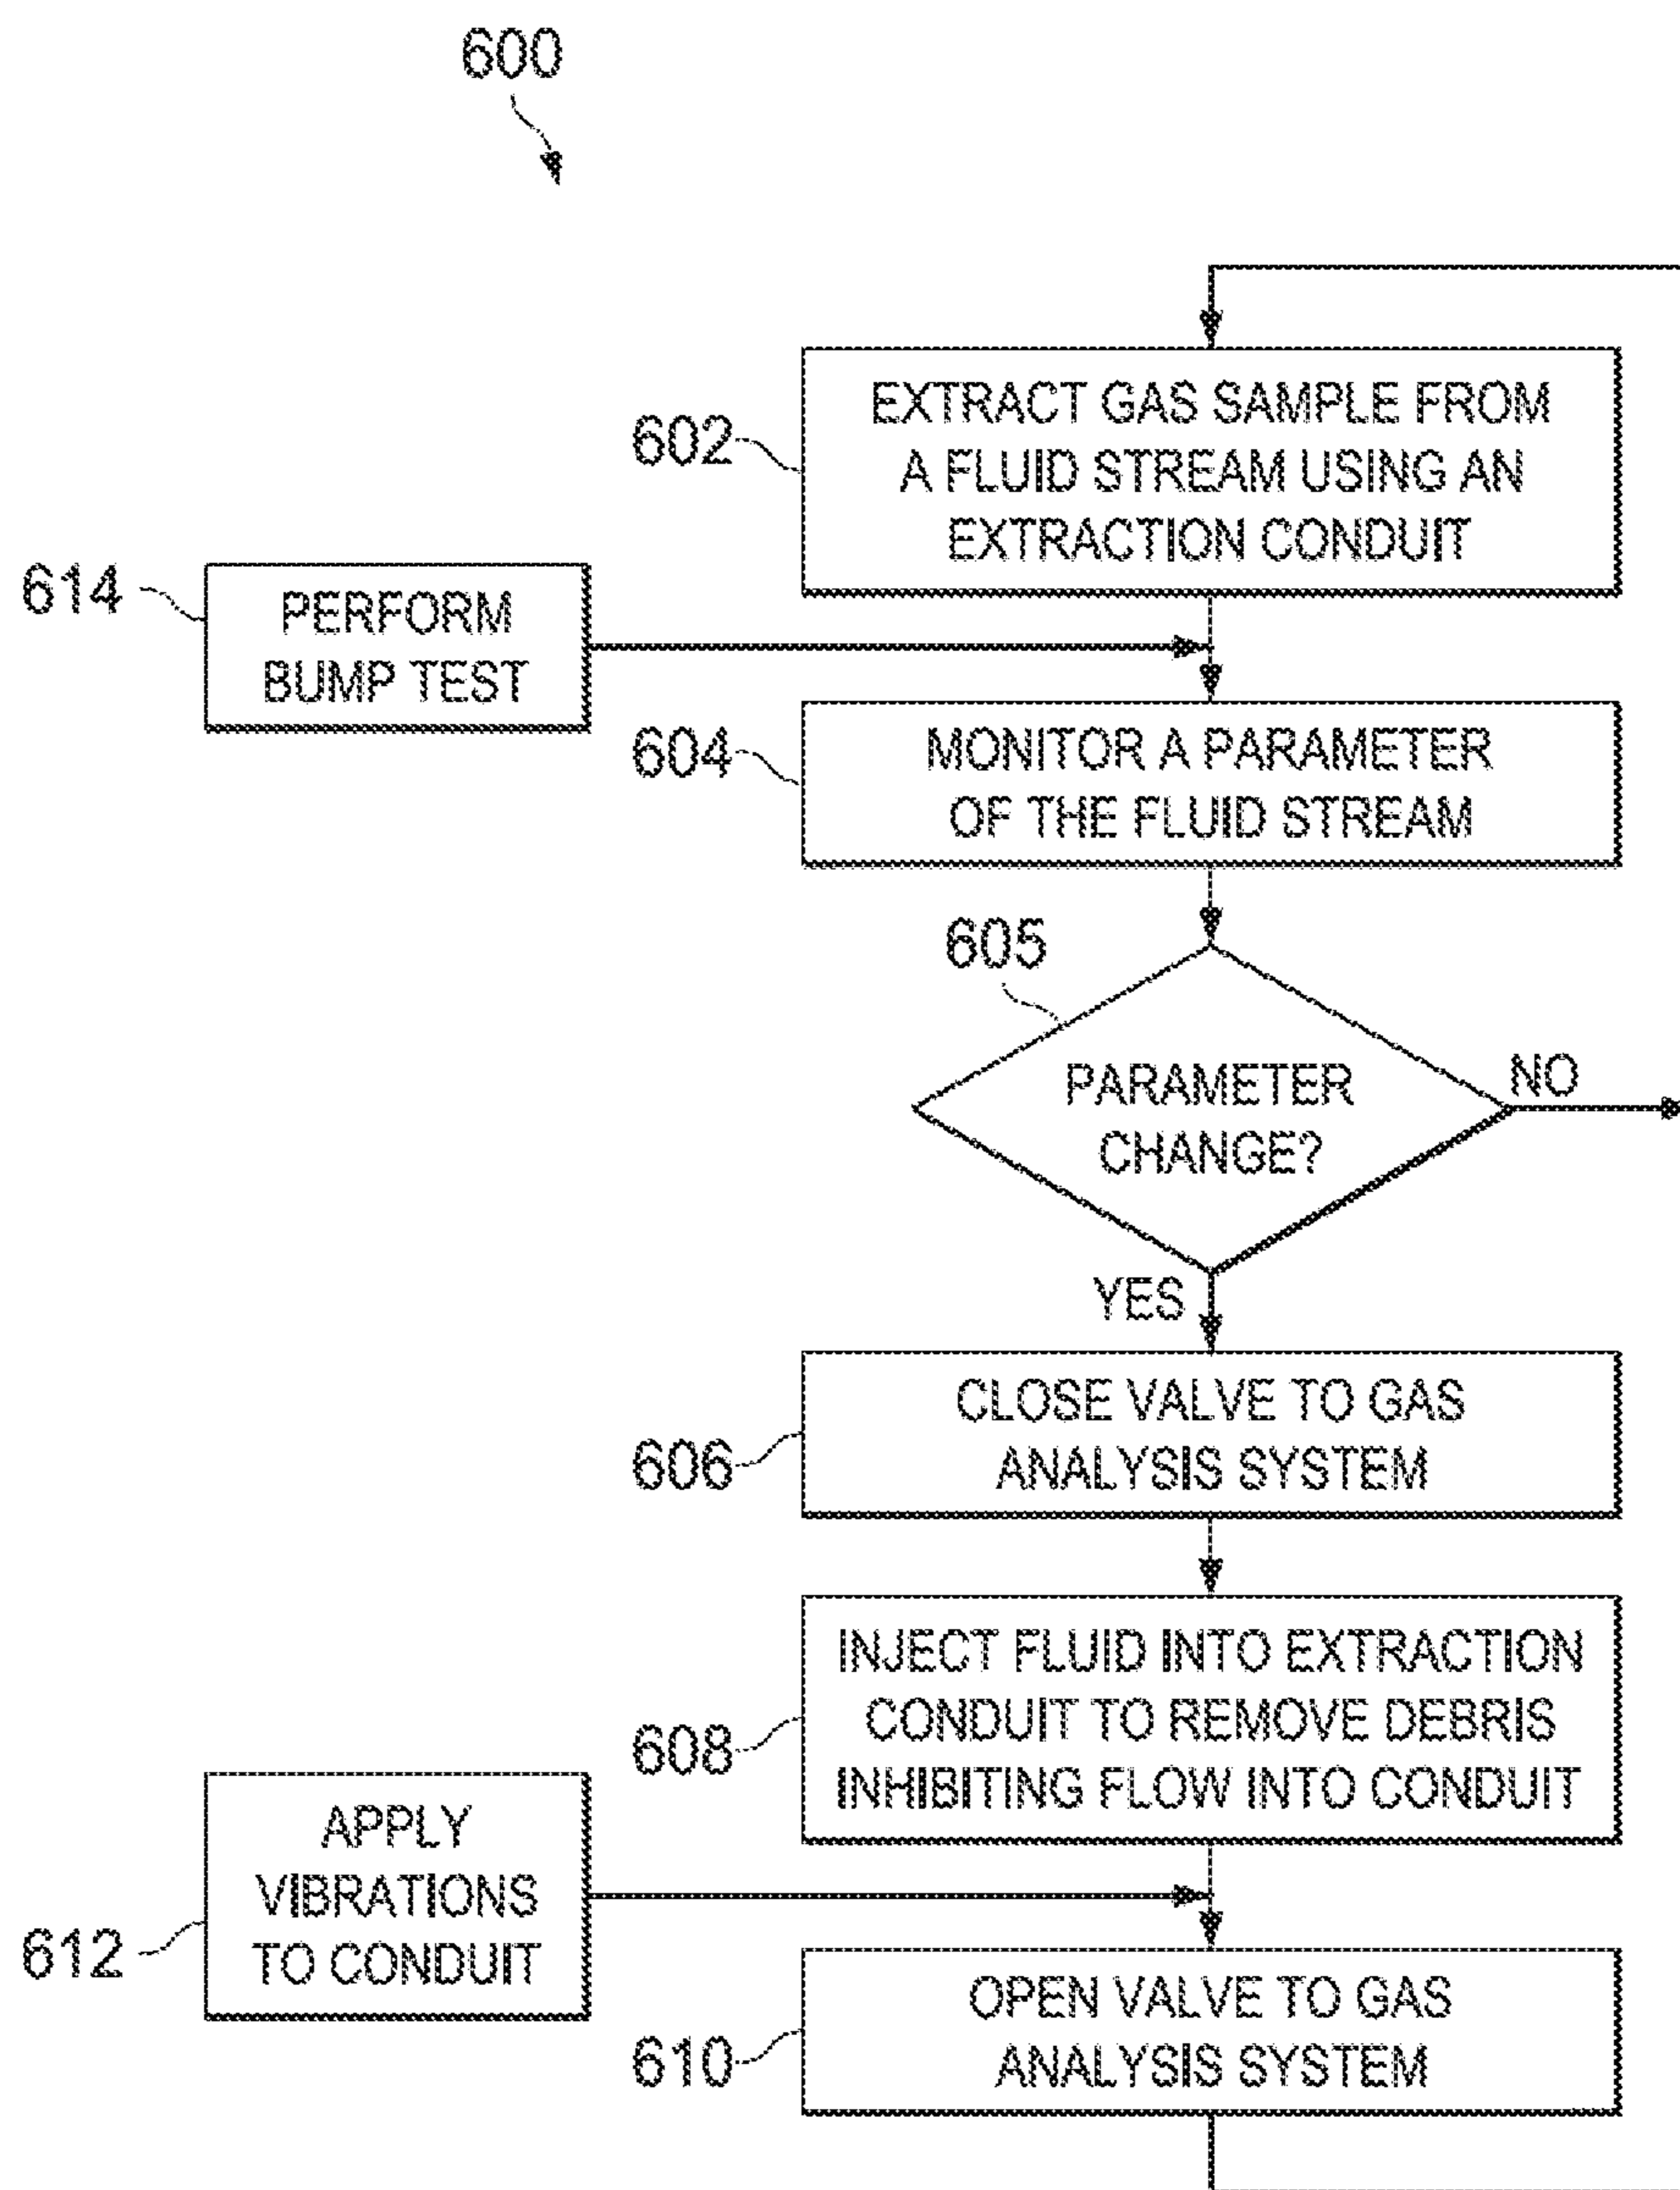 600
602
EXTRACT GAS SAMPLE FROM
A FLUID STREAM USING AN
EXTRACTION CONDUIT
614
PERFORM
BUMP TEST
604
MONITOR A PARAMETER
OF THE FLUID STREAM
605
PARAMETER
CHANGE?
NO
YES
606
CLOSE VALVE TO GAS
ANALYSIS SYSTEM
608
INJECT FLUID INTO EXTRACTION
CONDUIT TO REMOVE DEBRIS
INHIBITING FLOW INTO CONDUIT
612
APPLY
VIBRATIONS
TO CONDUIT
610
OPEN VALVE TO GAS
ANALYSIS SYSTEM